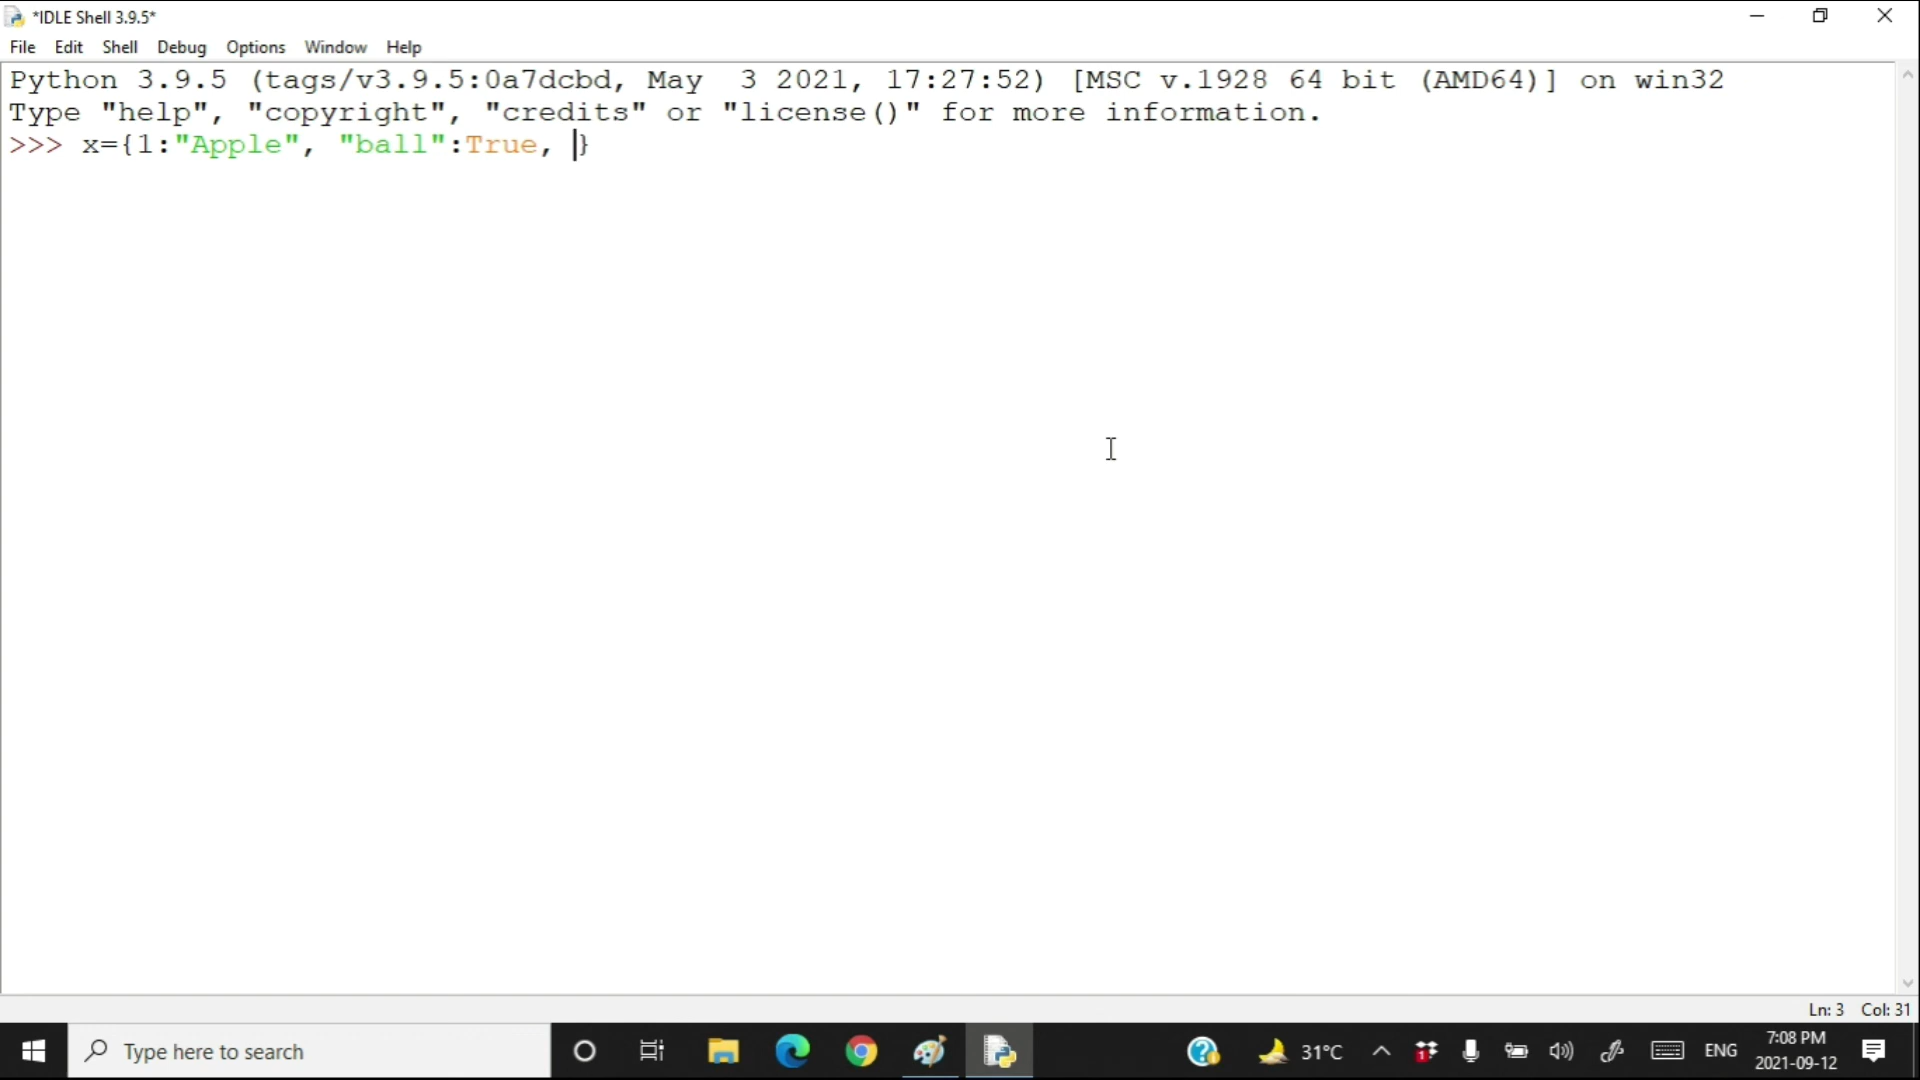 *IDLE Shell 3.9.5*
File Edit Shell Debug Options Window Help
Python 3.9.5 (tags/v3.9.5:0a7dcbd, May  3 2021, 17:27:52) [MSC v.1928 64 bit (AMD64)] on win32
Type "help", "copyright", "credits" or "license()" for more information.
>>> x={1:"Apple", "ball":True, }
Ln: 3 Col: 31
Type here to search
31°C
1
ENG
7:08 PM
2021-09-12